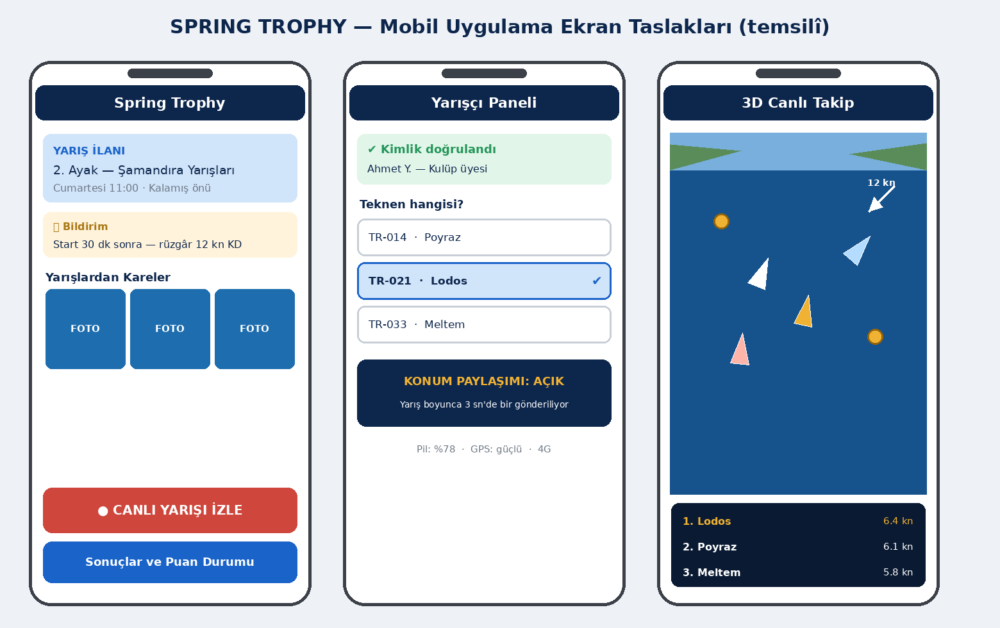 SPRING TROPHY — Mobil Uygulama Ekran Taslakları (temsilî)
Spring Trophy
YARIŞ İLANI
2. Ayak — Şamandıra Yarışları
Cumartesi 11:00 · Kalamış önü
Bildirim
Start 30 dk sonra — rüzgâr 12 kn KD
Yarışlardan Kareler
FOTO
FOTO
FOTO
● CANLI YARIŞI İZLE
Sonuçlar ve Puan Durumu
Yarışçı Paneli
✔ Kimlik doğrulandı
Ahmet Y. — Kulüp üyesi
Teknen hangisi?
TR-014 · Poyraz
TR-021 · Lodos ✔
TR-033 · Meltem
KONUM PAYLAŞIMI: AÇIK
Yarış boyunca 3 sn'de bir gönderiliyor
Pil: %78 · GPS: güçlü · 4G
3D Canlı Takip
12 kn
1. Lodos 6.4 kn
2. Poyraz 6.1 kn
3. Meltem 5.8 kn